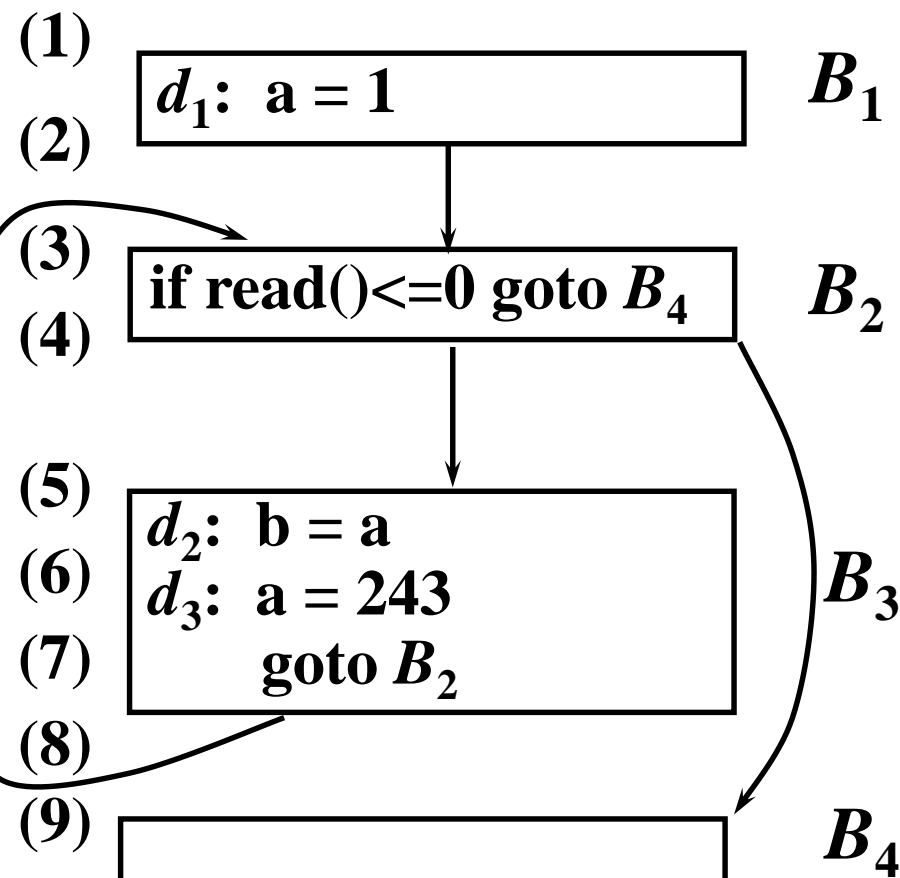 (1)
d₁: a = 1
B₁
(2)
(3)
if read()<=0 goto B₄
B₂
(4)
(5)
d₂: b = a
(6)
d₃: a = 243
B₃
(7)
goto B₂
(8)
(9)
B₄